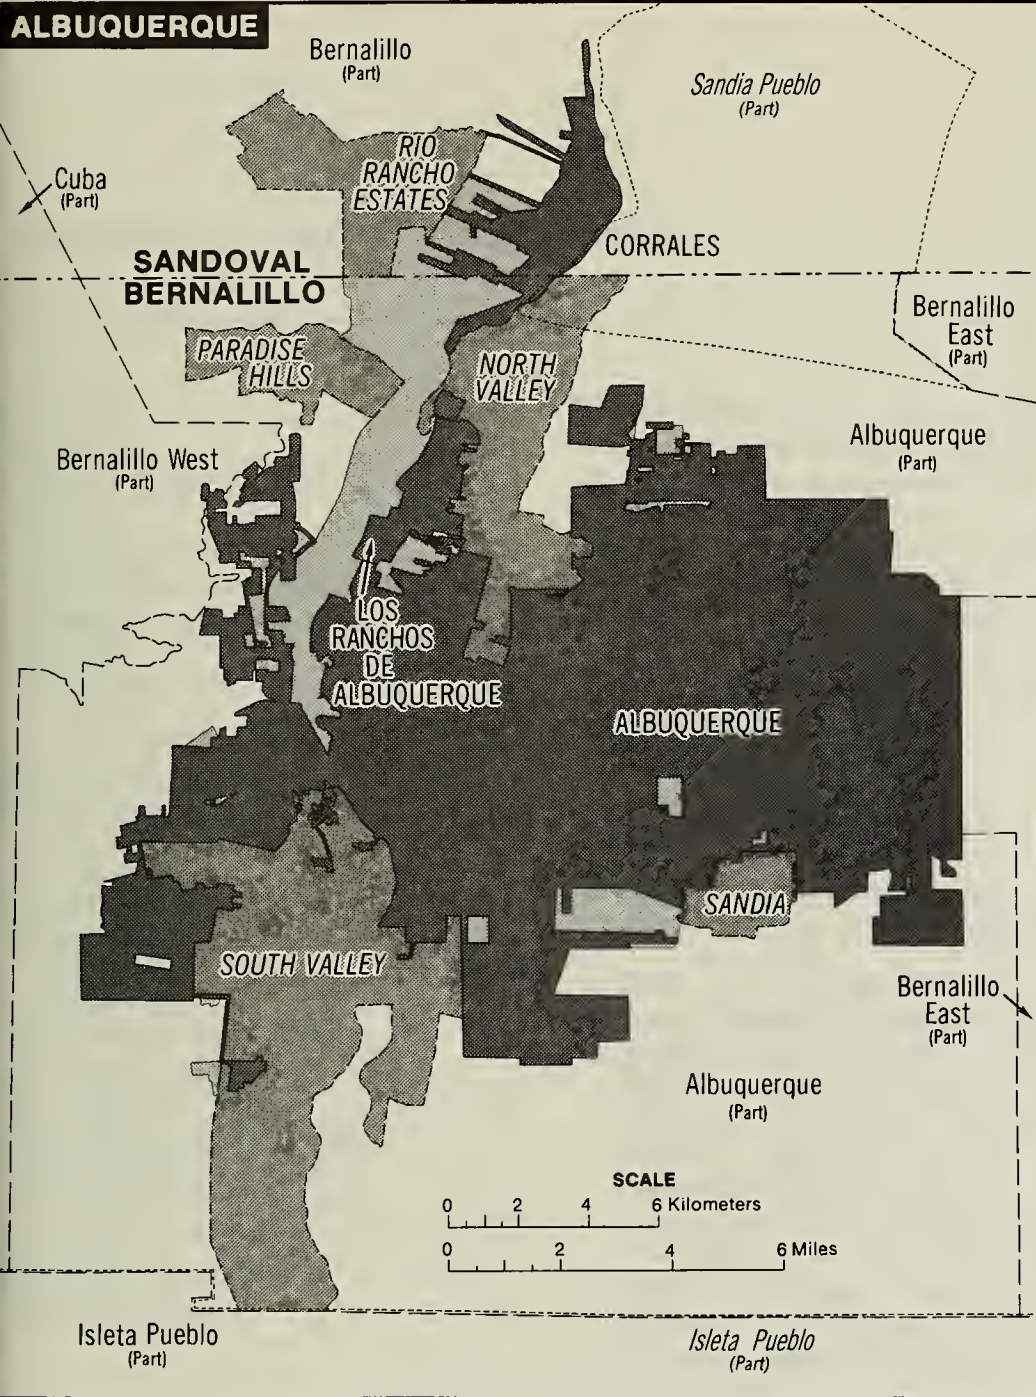 ALBUQUERQUE
Bernalillo
(Part)
Sandia Pueblo
(Part)
RIO
RANCHO
ESTATES
Cuba
(Part)
CORRALES
SANDOVAL
BERNALILLO
Bernalillo
East
(Part)
PARADISE
HILLS
NORTH
VALLEY
Albuquerque
(Part)
Bernalillo West
(Part)
LOS
RANCHOS
DE
ALBUQUERQUE
ALBUQUERQUE
SANDIA
SOUTH VALLEY
Bernalillo
East
(Part)
Albuquerque
(Part)
SCALE
0 2 4 6 Kilometers
0 2 4 6 Miles
Isleta Pueblo
(Part)
Isleta Pueblo
(Part)